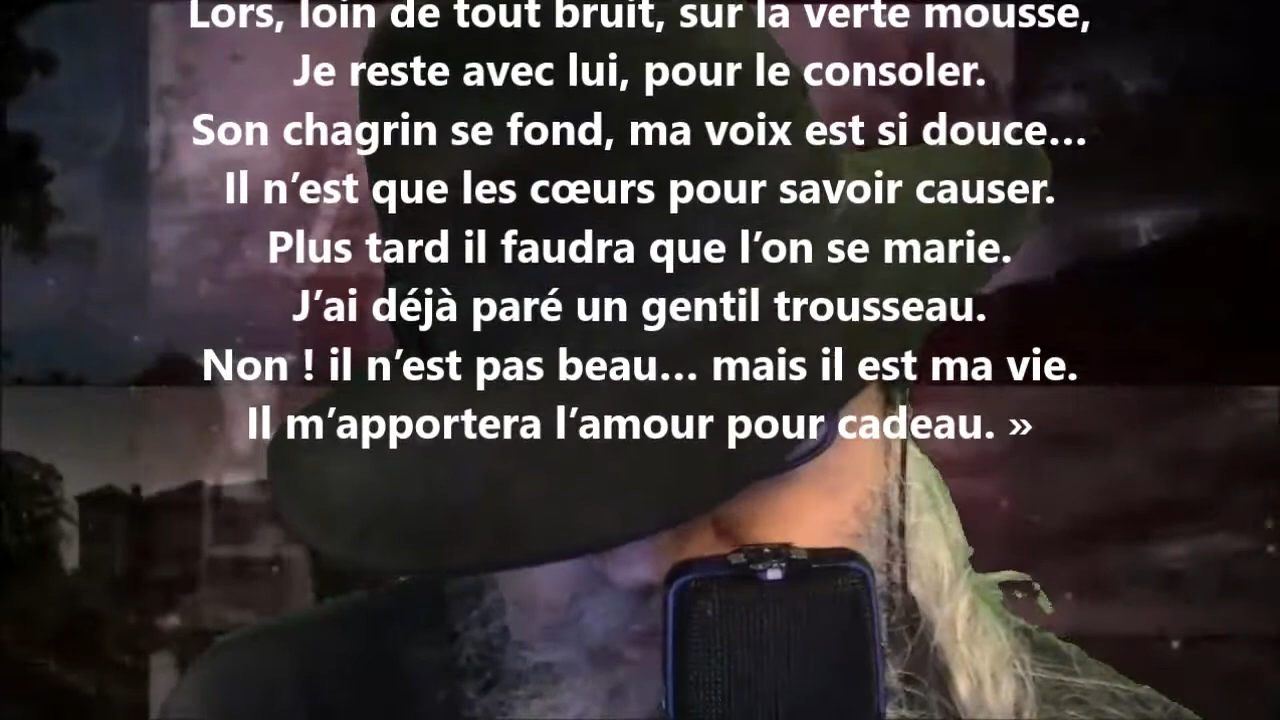 Lors, loin de tout bruit, sur la verte mousse,
Je reste avec lui, pour le consoler.
Son chagrin se fond, ma voix est si douce…
Il n’est que les cœurs pour savoir causer.
Plus tard il faudra que l’on se marie.
J’ai déjà paré un gentil trousseau.
Non ! il n’est pas beau… mais il est ma vie.
Il m’apportera l’amour pour cadeau. »